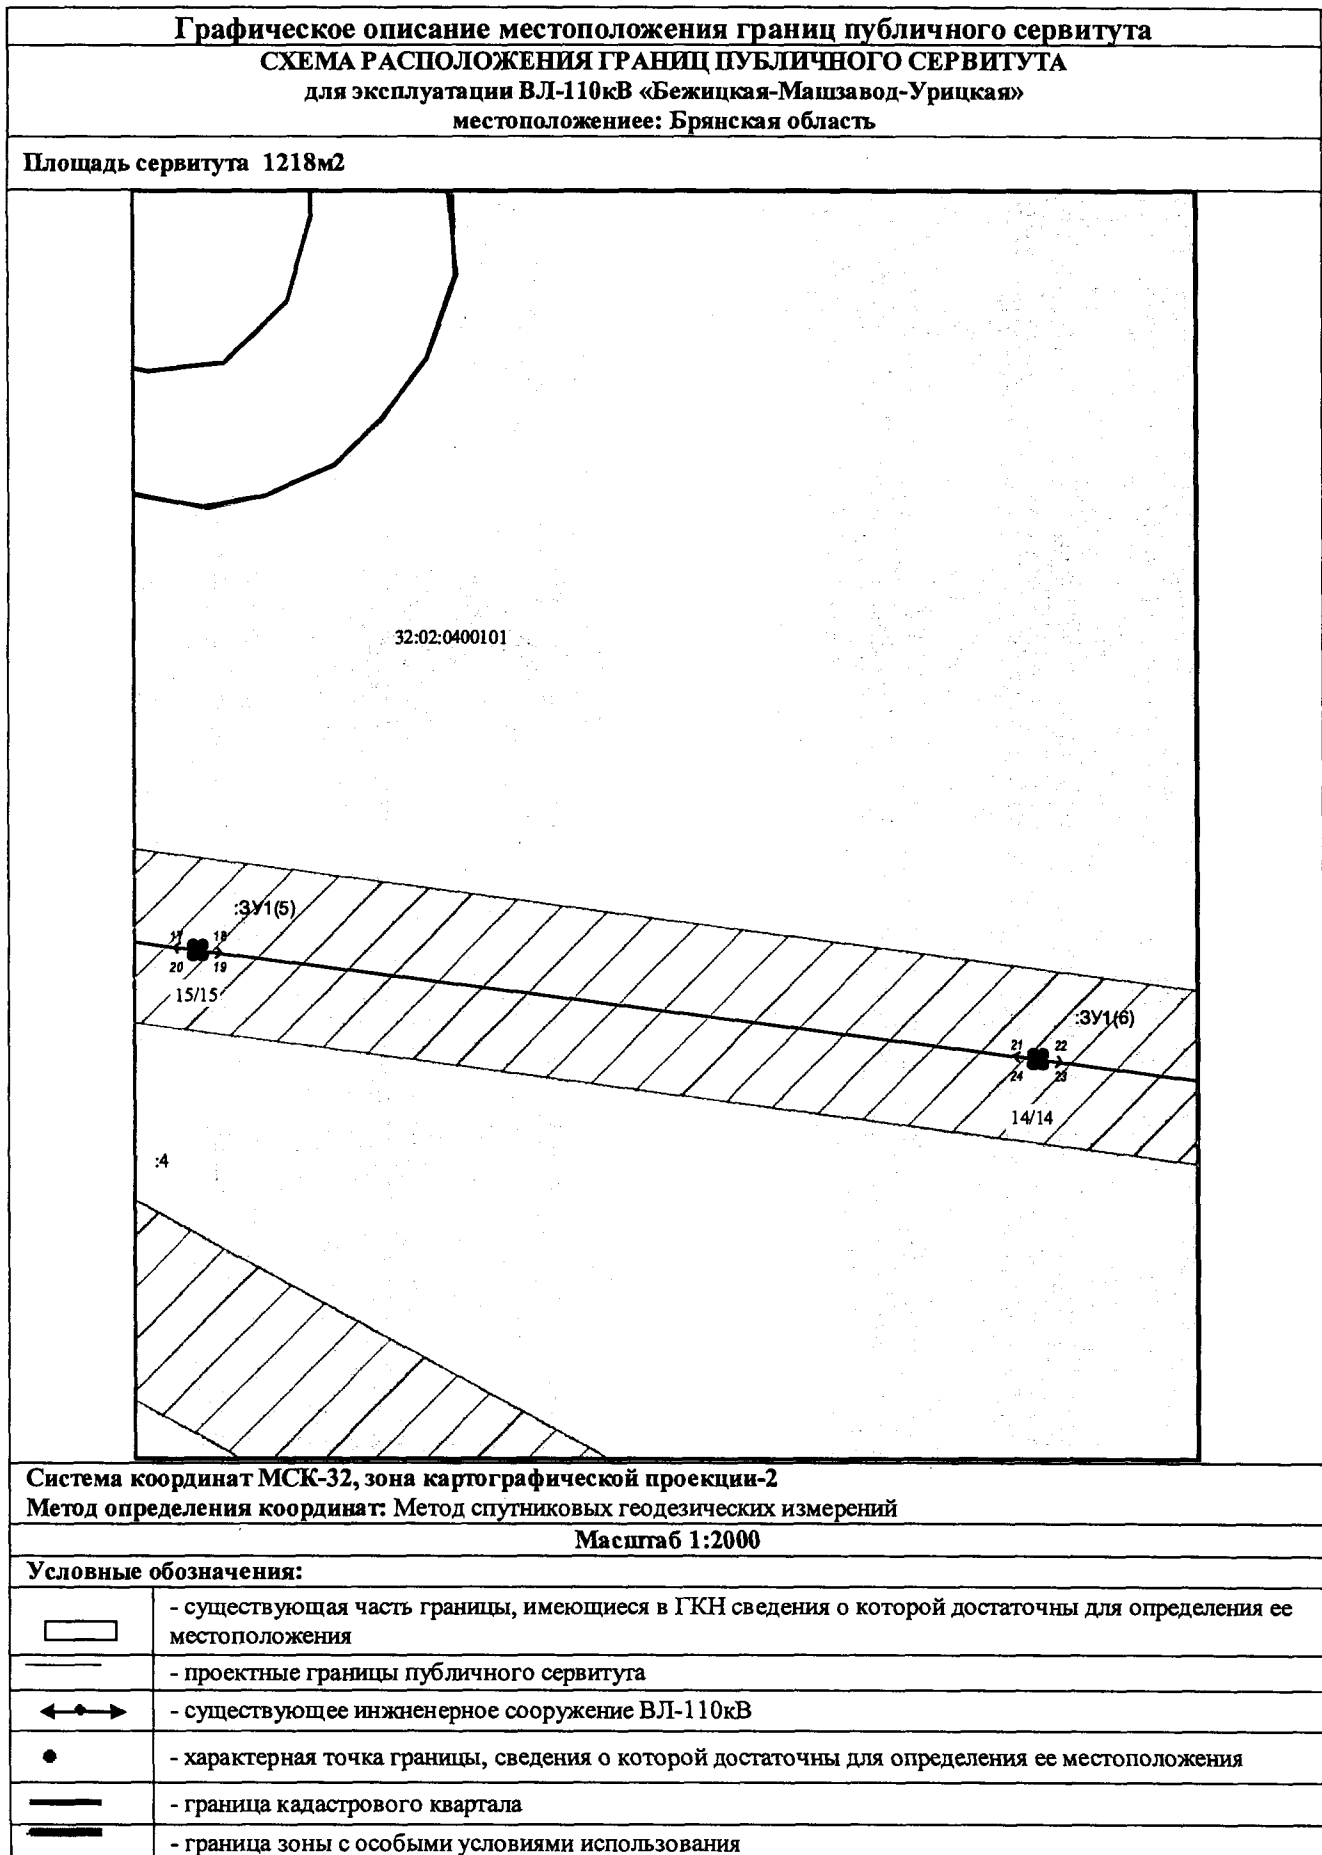 Графическое описание местоположения границ публичного сервитута
СХЕМА РАСПОЛОЖЕНИЯ ГРАНИЦ ПУБЛИЧНОГО СЕРВИТУТА
для эксплуатации ВЛ-110кВ «Бежицкая-Машзавод-Урицкая»
местоположениее: Брянская область
Площадь сервитута 1218м2
32:02:0400101
:ЗУ1(5)
17 18
20 19
15/15
:ЗУ1(6)
21 22
24 23
14/14
:4
Система координат МСК-32, зона картографической проекции-2
Метод определения координат: Метод спутниковых геодезических измерений
Масштаб 1:2000
Условные обозначения:
- существующая часть границы, имеющиеся в ГКН сведения о которой достаточны для определения ее
местоположения
- проектные границы публичного сервитута
- существующее инжненерное сооружение ВЛ-110кВ
- характерная точка границы, сведения о которой достаточны для определения ее местоположения
- граница кадастрового квартала
- граница зоны с особыми условиями использования